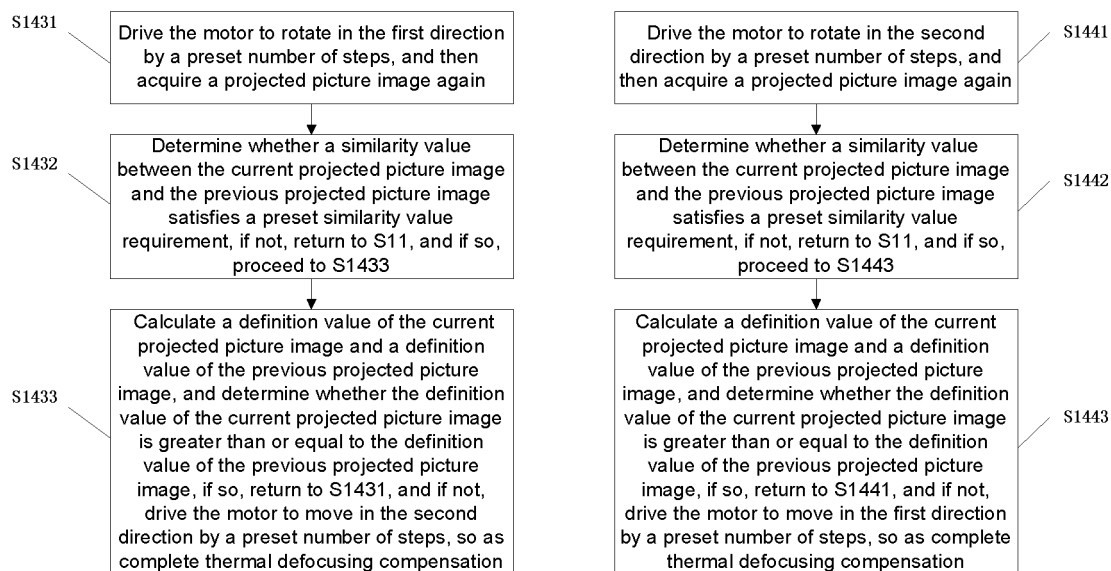 S1431
Drive the motor to rotate in the first direction
by a preset number of steps, and then
acquire a projected picture image again
S1432
Determine whether a similarity value
between the current projected picture image
and the previous projected picture image
satisfies a preset similarity value
requirement, if not, return to S11, and if so,
proceed to S1433
S1433
Calculate a definition value of the current
projected picture image and a definition
value of the previous projected picture
image, and determine whether the definition
value of the current projected picture image
is greater than or equal to the definition
value of the previous projected picture
image, if so, return to S1431, and if not,
drive the motor to move in the second
direction by a preset number of steps, so as
complete thermal defocusing compensation
S1441
Drive the motor to rotate in the second
direction by a preset number of steps, and
then acquire a projected picture image again
S1442
Determine whether a similarity value
between the current projected picture image
and the previous projected picture image
satisfies a preset similarity value
requirement, if not, return to S11, and if so,
proceed to S1443
S1443
Calculate a definition value of the current
projected picture image and a definition
value of the previous projected picture
image, and determine whether the definition
value of the current projected picture image
is greater than or equal to the definition
value of the previous projected picture
image, if so, return to S1441, and if not,
drive the motor to move in the first direction
by a preset number of steps, so as complete
thermal defocusing compensation